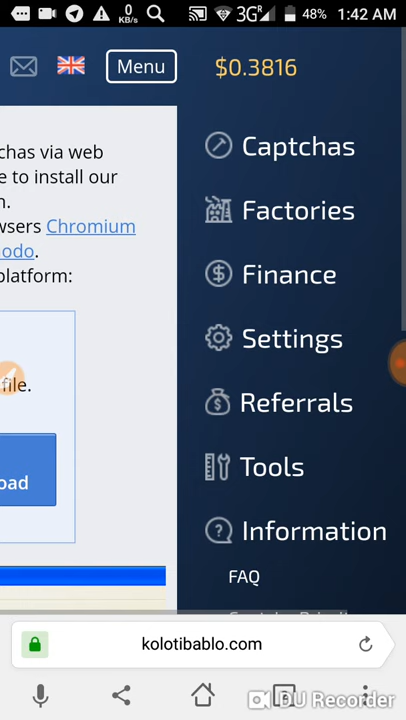 0 KB/s 3G R 48% 1:42 AM
Menu
$0.3816
chas via web
e to install our
n.
wsers Chromium
odo.
platform:
file.
oad
Captchas
Factories
Finance
Settings
Referrals
Tools
Information
FAQ
kolotibablo.com
DU Recorder